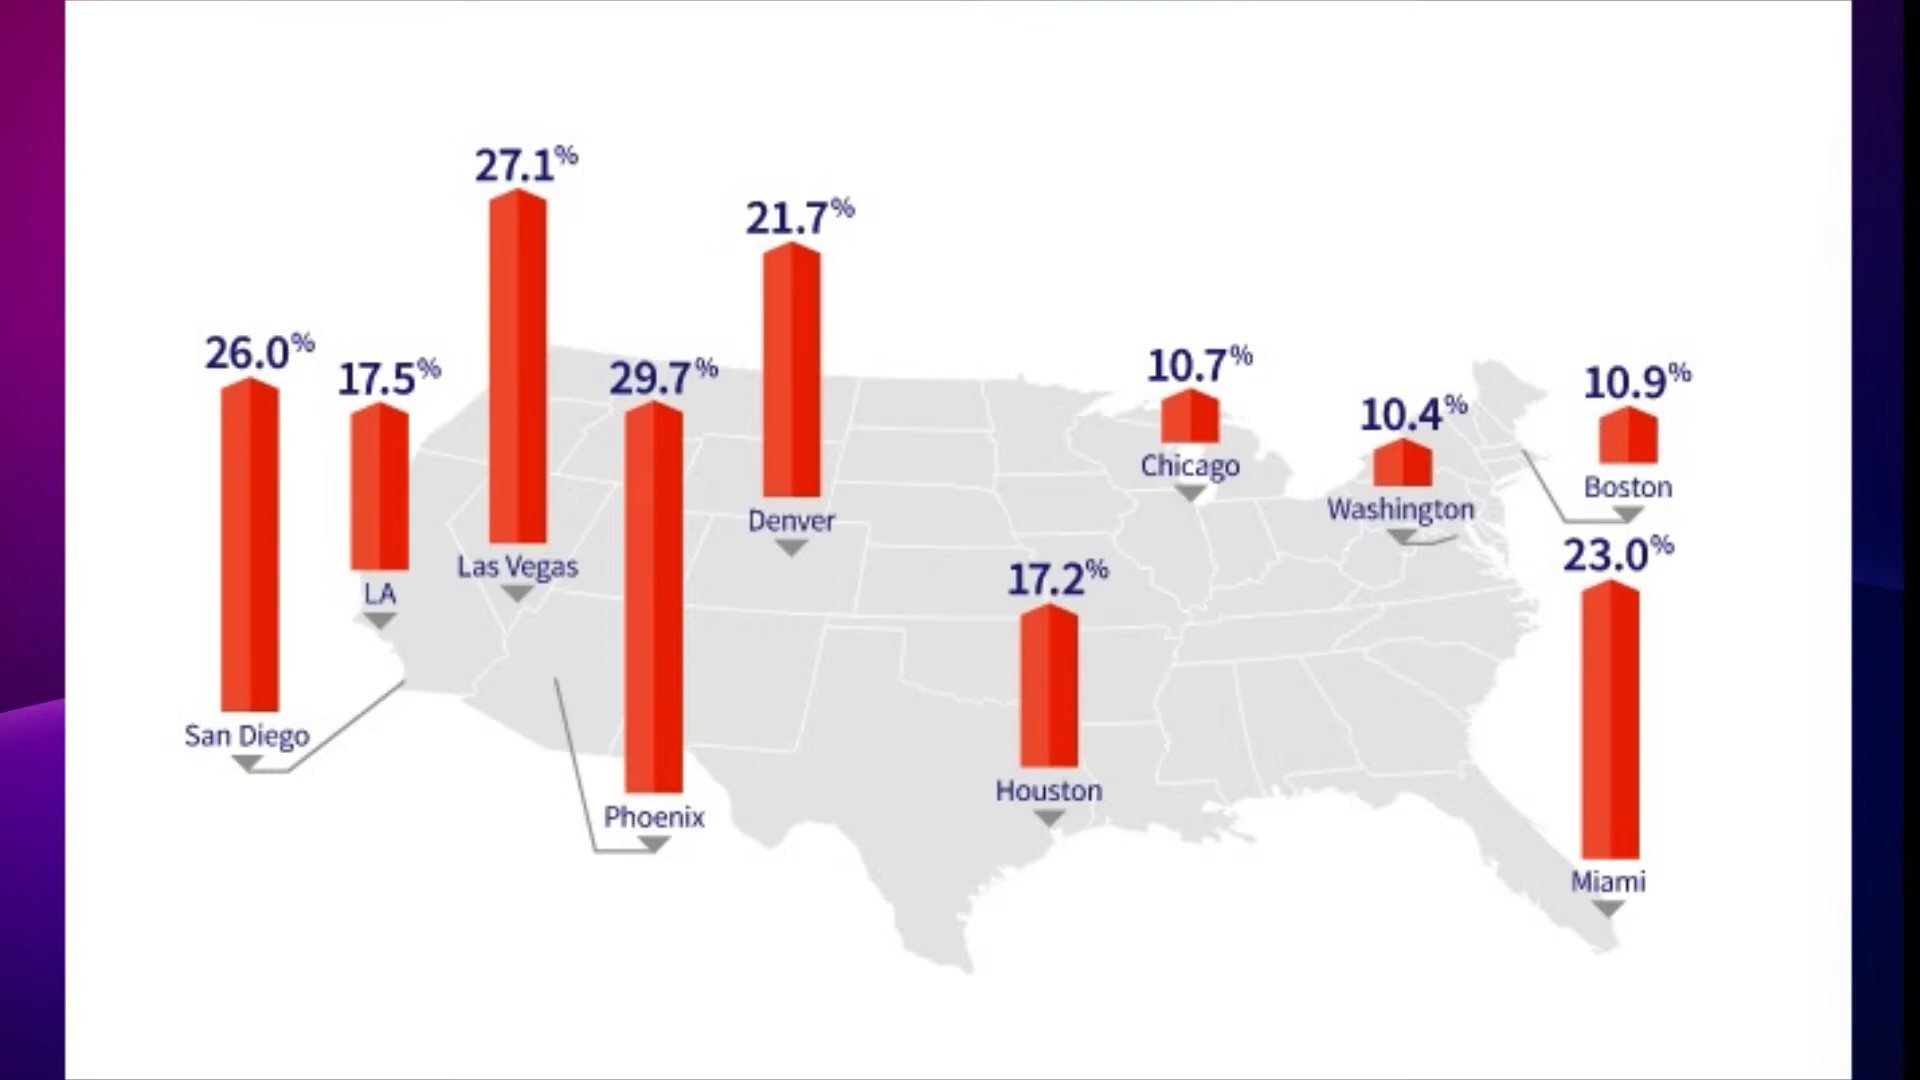 27.1%
21.7%
26.0%
17.5%
29.7%
10.7%
10.4%
10.9%
Chicago
Boston
Washington
Denver
23.0%
Las Vegas
17.2%
LA
San Diego
Houston
Phoenix
Miami